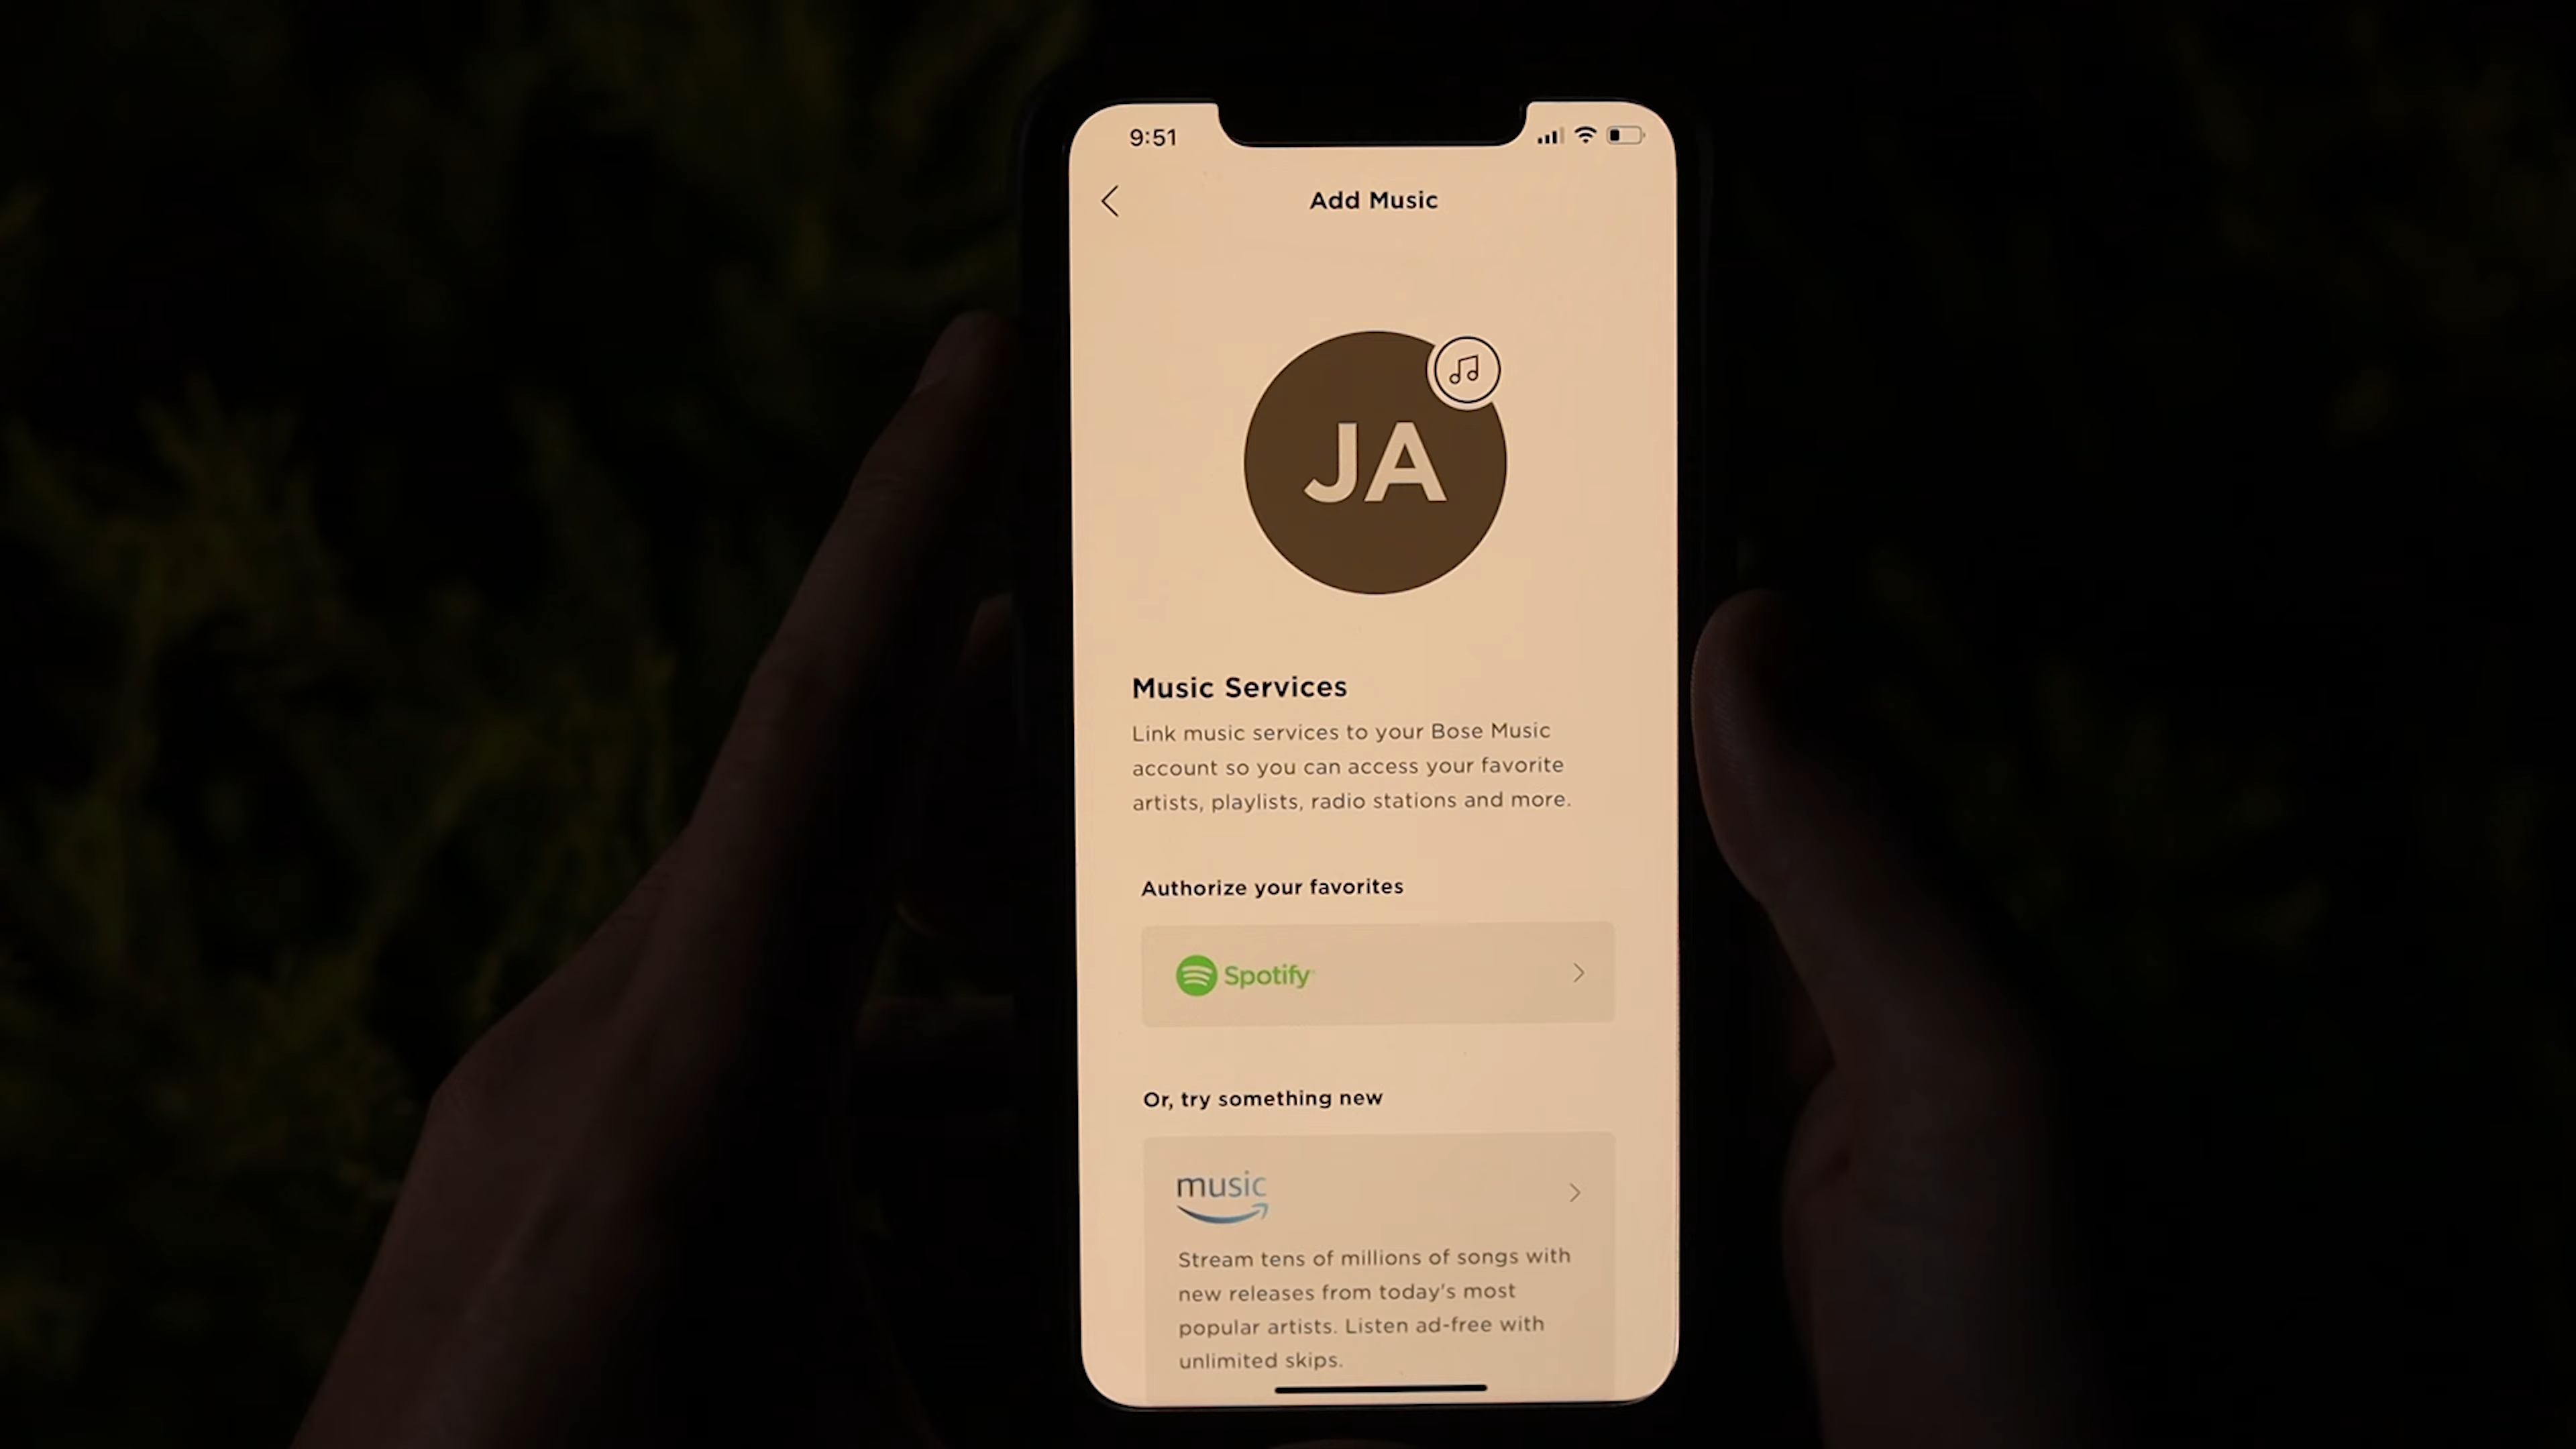 9:51
Add Music
JA
Music Services
Link music services to your Bose Music
account so you can access your favorite
artists, playlists, radio stations and more.
Authorize your favorites
Spotify
Or, try something new
music
Stream tens of millions of songs with
new releases from today's most
popular artists. Listen ad-free with
unlimited skips.